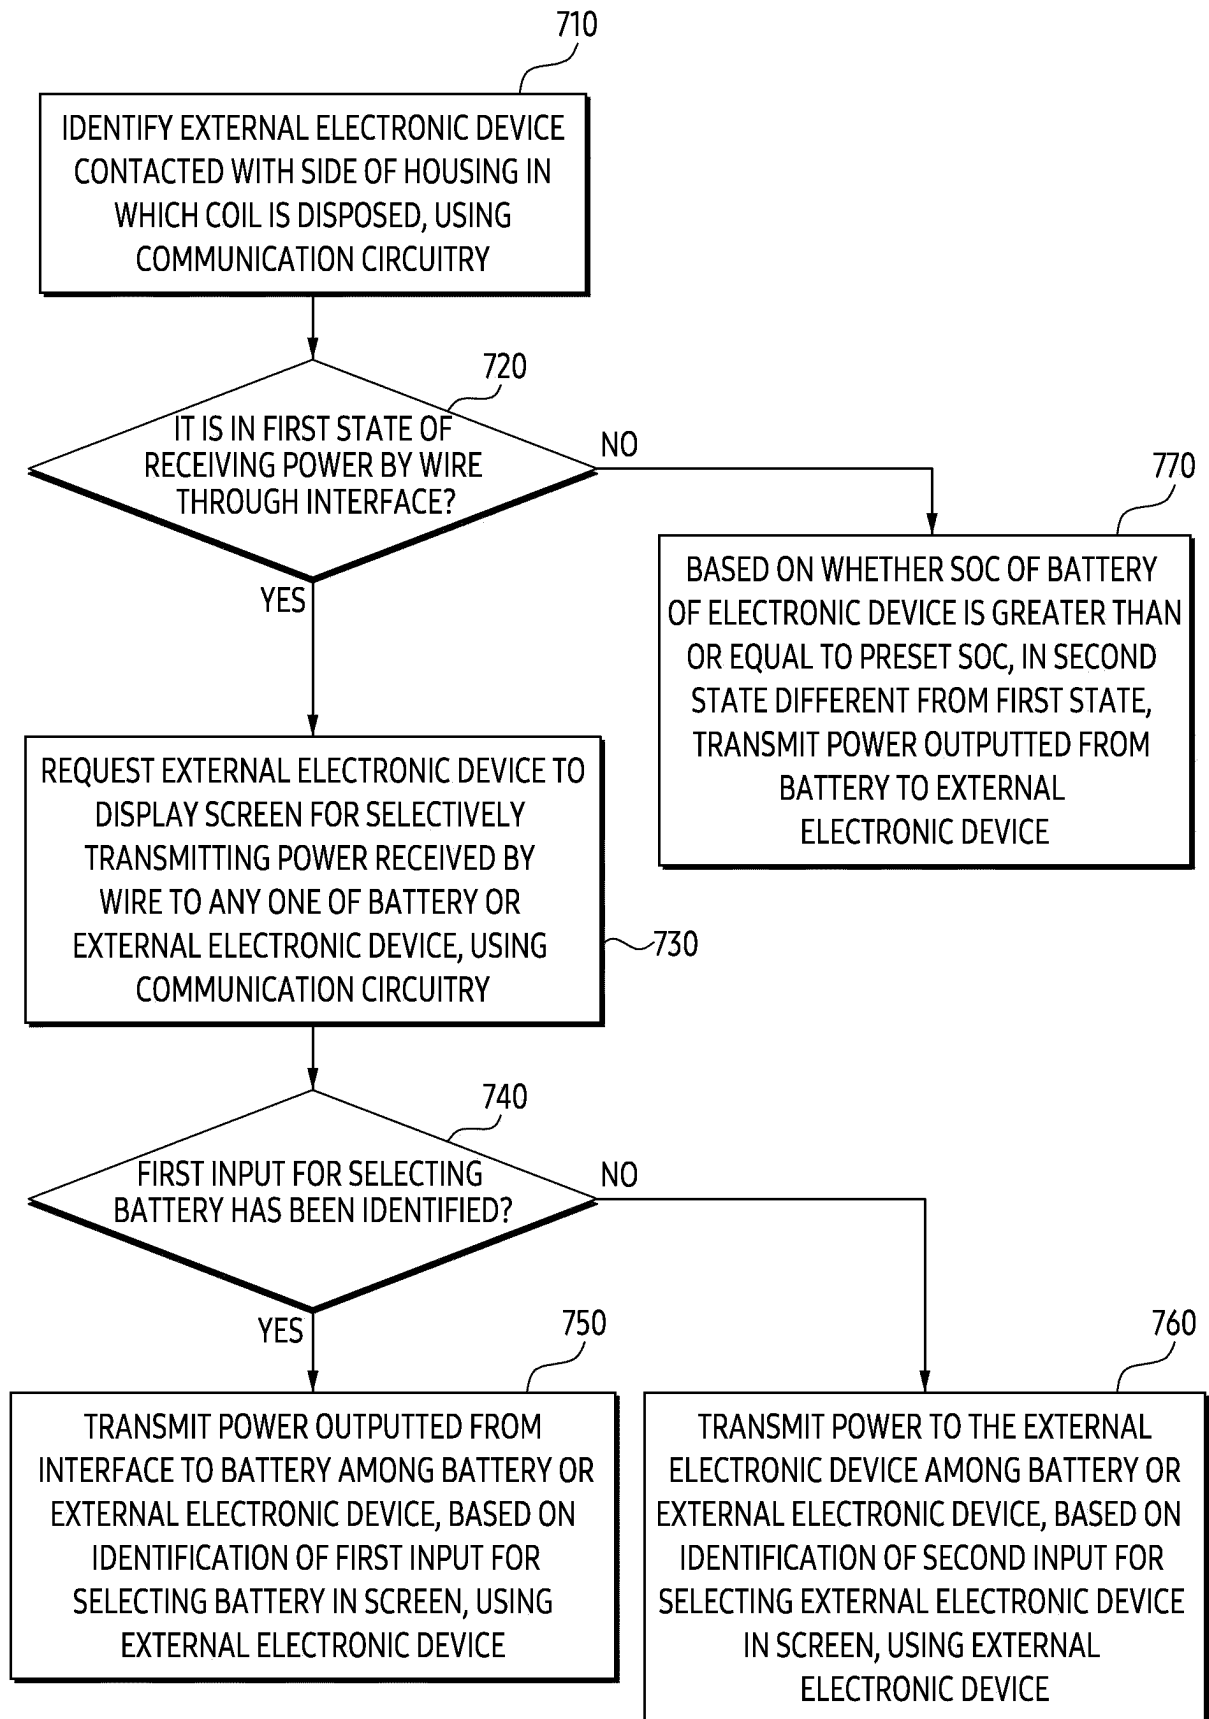 710
IDENTIFY EXTERNAL ELECTRONIC DEVICE
CONTACTED WITH SIDE OF HOUSING IN
WHICH COIL IS DISPOSED, USING
COMMUNICATION CIRCUITRY
720
IT IS IN FIRST STATE OF
RECEIVING POWER BY WIRE
THROUGH INTERFACE?
NO
YES
770
BASED ON WHETHER SOC OF BATTERY
OF ELECTRONIC DEVICE IS GREATER THAN
OR EQUAL TO PRESET SOC, IN SECOND
STATE DIFFERENT FROM FIRST STATE,
TRANSMIT POWER OUTPUTTED FROM
BATTERY TO EXTERNAL
ELECTRONIC DEVICE
REQUEST EXTERNAL ELECTRONIC DEVICE TO
DISPLAY SCREEN FOR SELECTIVELY
TRANSMITTING POWER RECEIVED BY
WIRE TO ANY ONE OF BATTERY OR
EXTERNAL ELECTRONIC DEVICE, USING
COMMUNICATION CIRCUITRY
730
740
FIRST INPUT FOR SELECTING
BATTERY HAS BEEN IDENTIFIED?
NO
YES
750
TRANSMIT POWER OUTPUTTED FROM
INTERFACE TO BATTERY AMONG BATTERY OR
EXTERNAL ELECTRONIC DEVICE, BASED ON
IDENTIFICATION OF FIRST INPUT FOR
SELECTING BATTERY IN SCREEN, USING
EXTERNAL ELECTRONIC DEVICE
760
TRANSMIT POWER TO THE EXTERNAL
ELECTRONIC DEVICE AMONG BATTERY OR
EXTERNAL ELECTRONIC DEVICE, BASED ON
IDENTIFICATION OF SECOND INPUT FOR
SELECTING EXTERNAL ELECTRONIC DEVICE
IN SCREEN, USING EXTERNAL
ELECTRONIC DEVICE